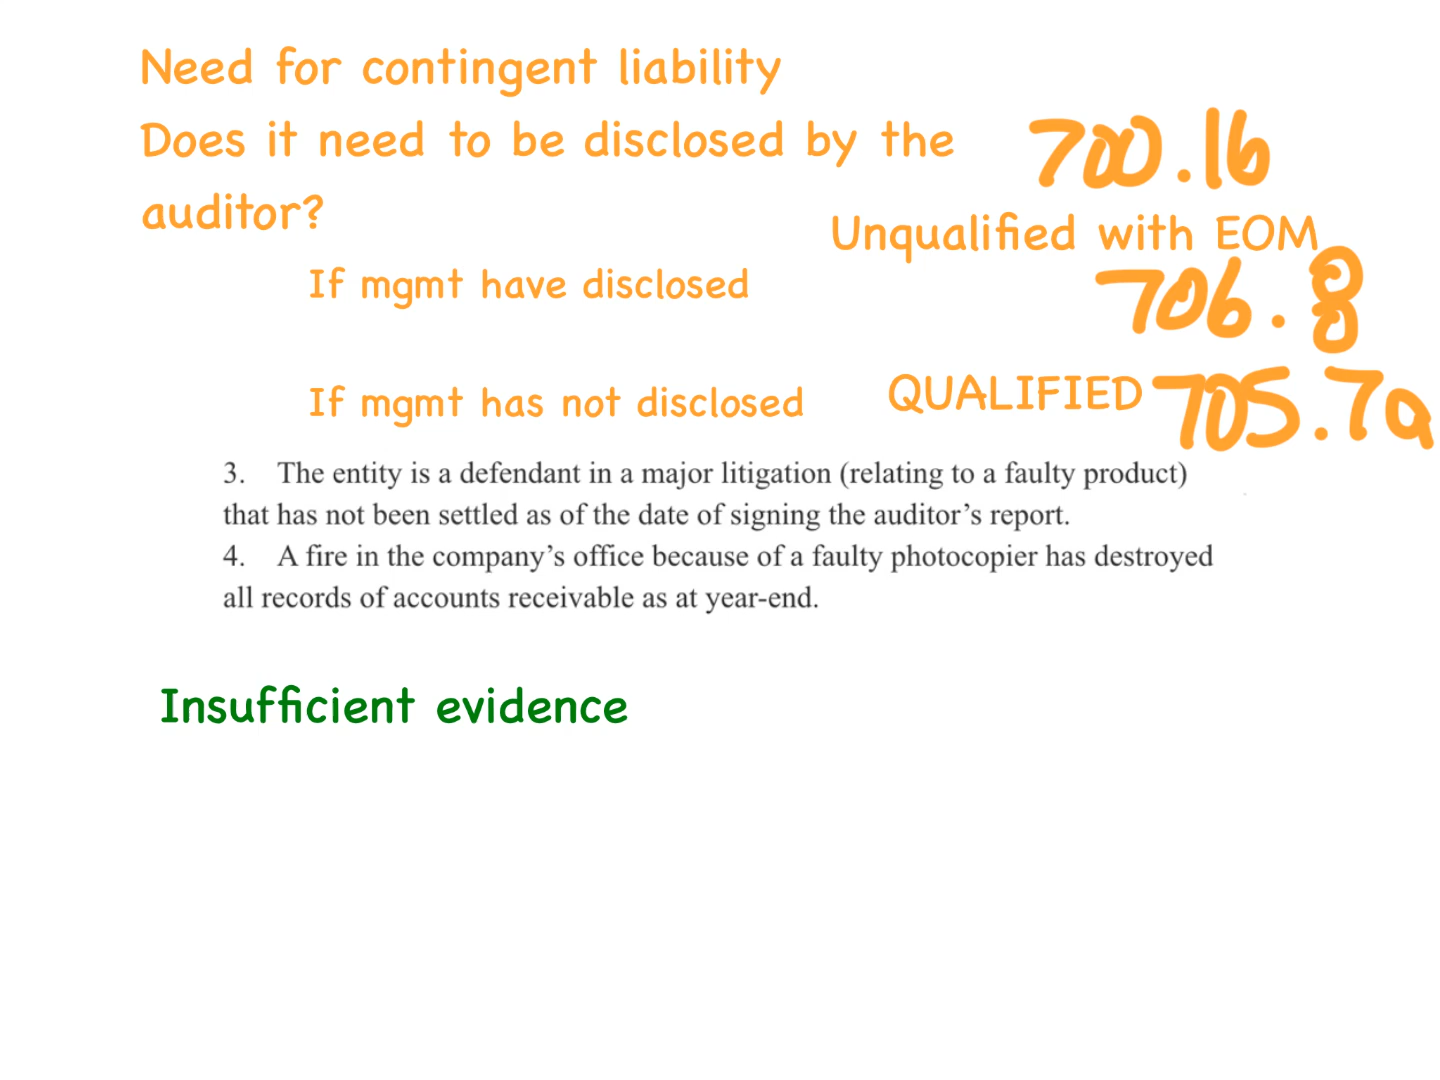 Need for contingent liability
Does it need to be disclosed by the 700.16
auditor?
Unqualified with EOM
If mgmt have disclosed 706.8
If mgmt has not disclosed QUALIFIED 705.7a
3. The entity is a defendant in a major litigation (relating to a faulty product)
that has not been settled as of the date of signing the auditor's report.
4. A fire in the company's office because of a faulty photocopier has destroyed
all records of accounts receivable as at year-end.
Insufficient evidence